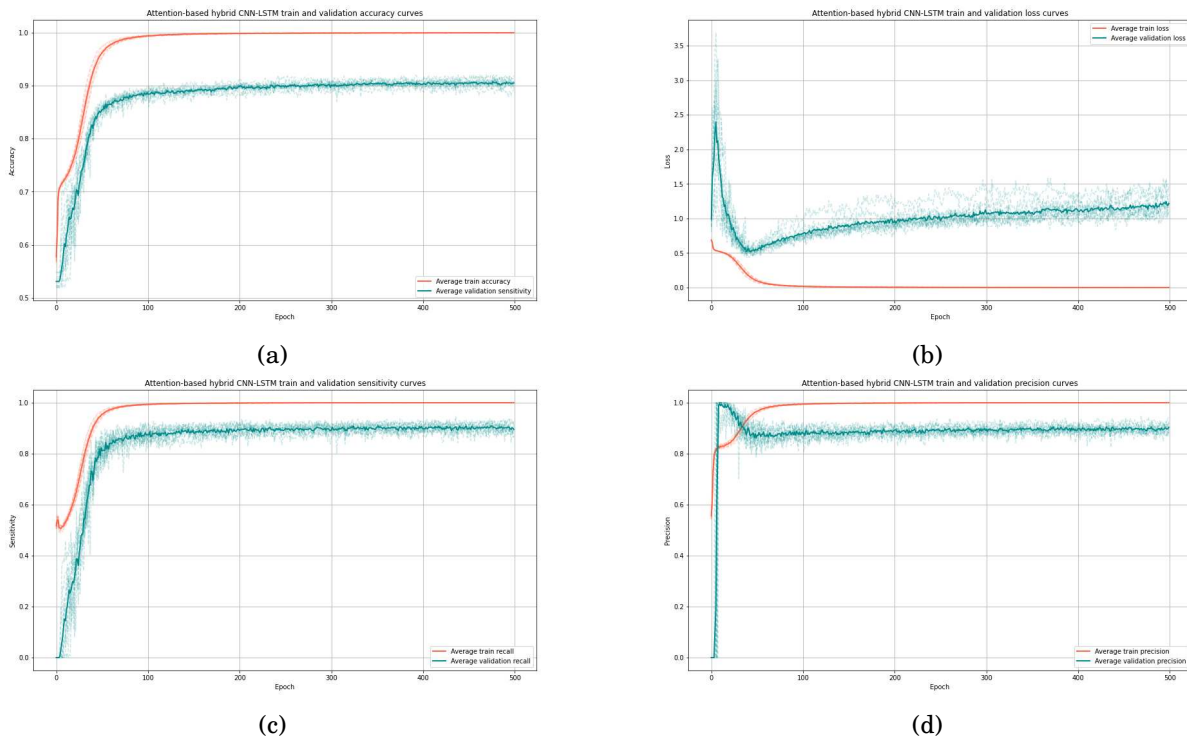 Attention-based hybrid CNN-LSTM train and validation accuracy curves
Accuracy
1.0
0.9
0.8
0.7
0.6
0.5
0
100
200
300
400
500
Epoch
Average train accuracy
Average validation sensitivity
(a)
Attention-based hybrid CNN-LSTM train and validation loss curves
Loss
3.5
3.0
2.5
2.0
1.5
1.0
0.5
0.0
0
100
200
300
400
500
Epoch
Average train loss
Average validation loss
(b)
Attention-based hybrid CNN-LSTM train and validation sensitivity curves
Sensitivity
1.0
0.8
0.6
0.4
0.2
0.0
0
100
200
300
400
500
Epoch
Average train recall
Average validation recall
(c)
Attention-based hybrid CNN-LSTM train and validation precision curves
Precision
1.0
0.8
0.6
0.4
0.2
0.0
0
100
200
300
400
500
Epoch
Average train precision
Average validation precision
(d)